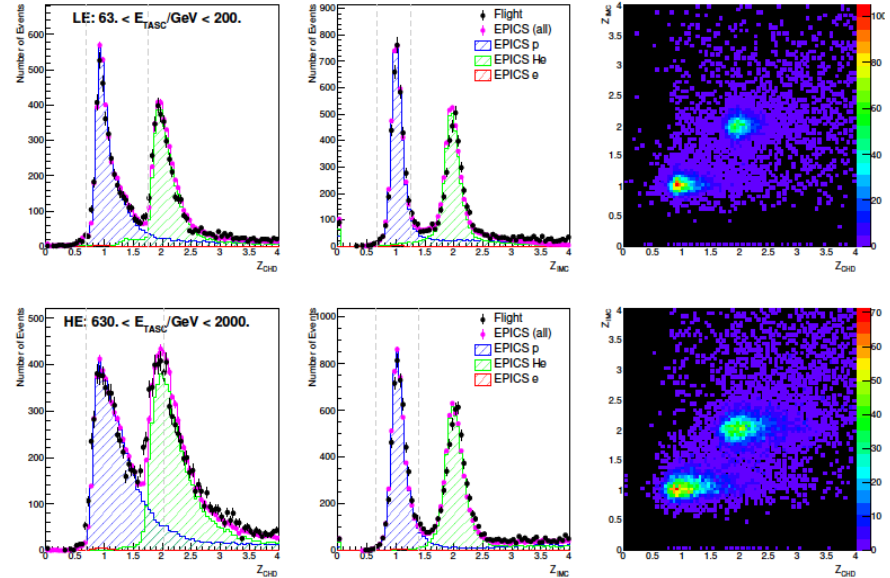 LE: 63. < E_TASC/GeV < 200.
Number of Events
600
500
400
300
200
100
0
0 0.5 1 1.5 2 2.5 3 3.5 4
Z_CHD
Number of Events
900
800
700
600
500
400
300
200
100
0
Flight
EPICS (all)
EPICS p
EPICS He
EPICS e
0 0.5 1 1.5 2 2.5 3 3.5 4
Z_IMC
Z_IMC
4
3.5
3
2.5
2
1.5
1
0.5
0
0 0.5 1 1.5 2 2.5 3 3.5 4
Z_CHD
100
80
60
40
20
0
HE: 630. < E_TASC/GeV < 2000.
Number of Events
500
400
300
200
100
0
0 0.5 1 1.5 2 2.5 3 3.5 4
Z_CHD
Number of Events
1000
800
600
400
200
0
Flight
EPICS (all)
EPICS p
EPICS He
EPICS e
0 0.5 1 1.5 2 2.5 3 3.5 4
Z_IMC
Z_IMC
4
3.5
3
2.5
2
1.5
1
0.5
0
0 0.5 1 1.5 2 2.5 3 3.5 4
Z_CHD
70
60
50
40
30
20
10
0